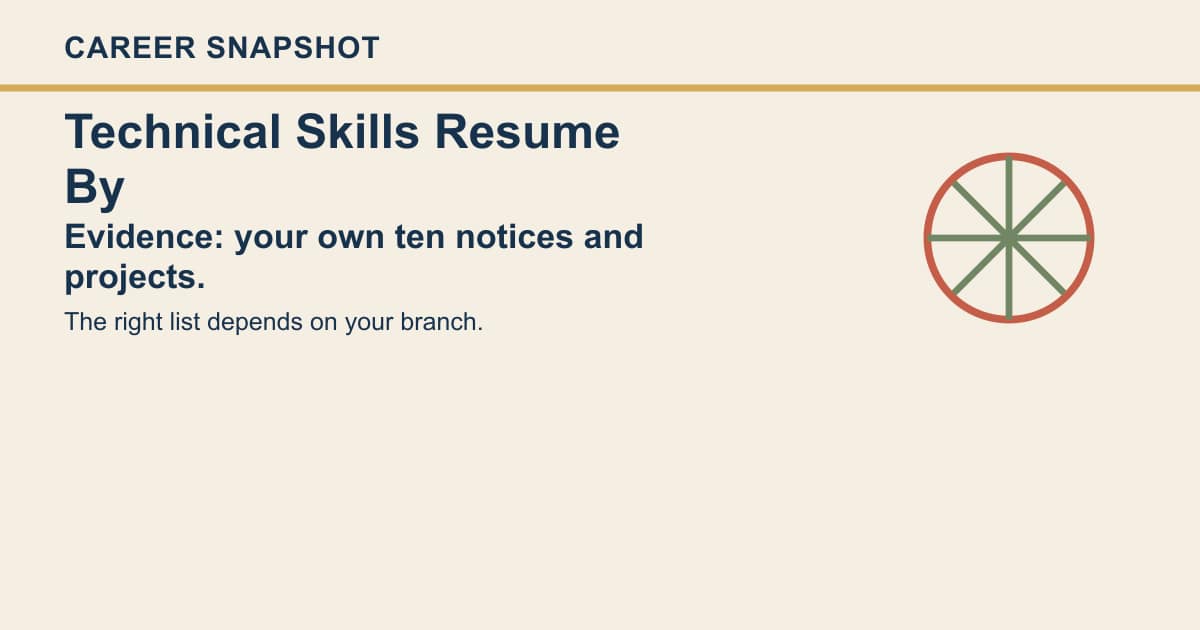 CAREER SNAPSHOT
Technical Skills Resume
By
Evidence: your own ten notices and
projects.
The right list depends on your branch.